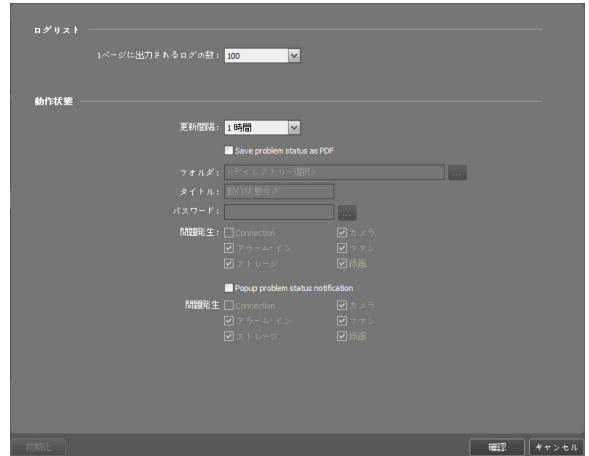 ログリスト
1ページに出力されるログの数: 100
動作状態
更新間隔: 1 時間
Save problem status as PDF
フォルダ: <ディレクトリー選択> ...
タイトル: 動作状態ログ
パスワード: ...
問題発生: Connection カメラ
アラーム・イン ファン
ストレージ 録画
Popup problem status notification
問題発生 Connection カメラ
アラーム・イン ファン
ストレージ 録画
初期化 確認 キャンセル